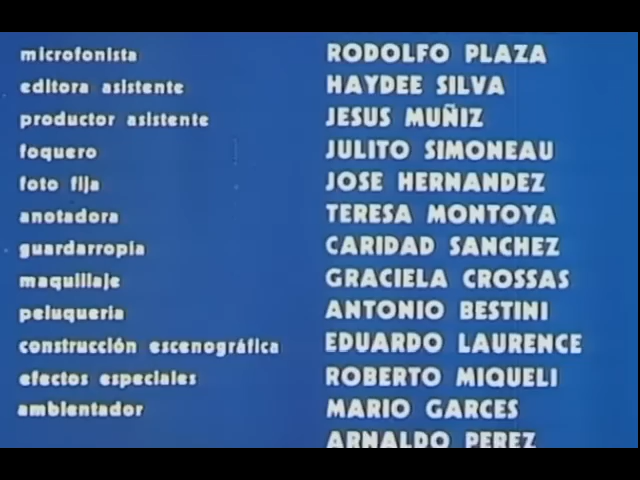 microfonista RODOLFO PLAZA
editora asistente HAYDEE SILVA
productor asistente JESUS MUÑIZ
foquero JULITO SIMONEAU
foto fija JOSE HERNANDEZ
anotadora TERESA MONTOYA
guardarropia CARIDAD SANCHEZ
maquillaje GRACIELA CROSSAS
peluqueria ANTONIO BESTINI
construcción escenográfica EDUARDO LAURENCE
efectos especiales ROBERTO MIQUELI
ambientador MARIO GARCES
ARNALDO PEREZ